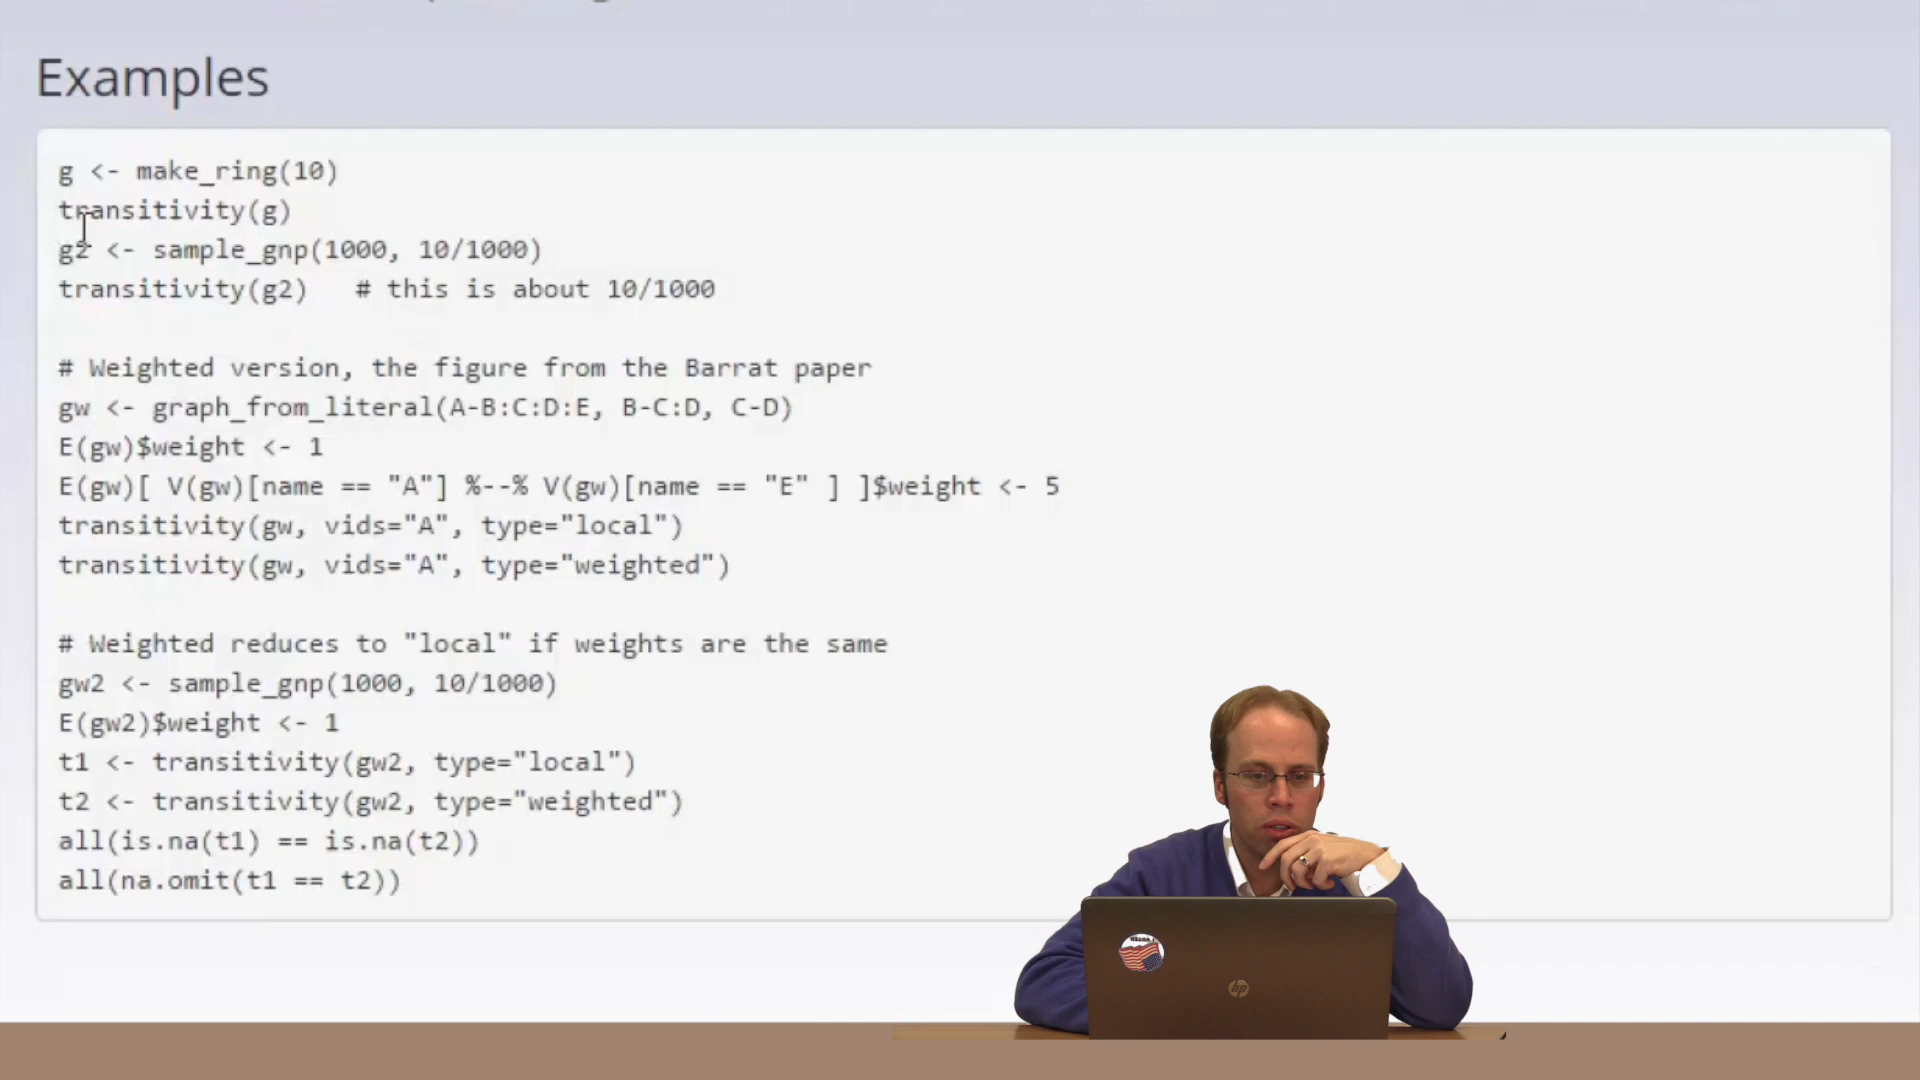 Examples
g <- make_ring(10)
transitivity(g)
g2 <- sample_gnp(1000, 10/1000)
transitivity(g2)   # this is about 10/1000
# Weighted version, the figure from the Barrat paper
gw <- graph_from_literal(A-B:C:D:E, B-C:D, C-D)
E(gw)$weight <- 1
E(gw)[ V(gw)[name == "A"] %--% V(gw)[name == "E" ] ]$weight <- 5
transitivity(gw, vids="A", type="local")
transitivity(gw, vids="A", type="weighted")
# Weighted reduces to "local" if weights are the same
gw2 <- sample_gnp(1000, 10/1000)
E(gw2)$weight <- 1
t1 <- transitivity(gw2, type="local")
t2 <- transitivity(gw2, type="weighted")
all(is.na(t1) == is.na(t2))
all(na.omit(t1 == t2))
VOTED
hp